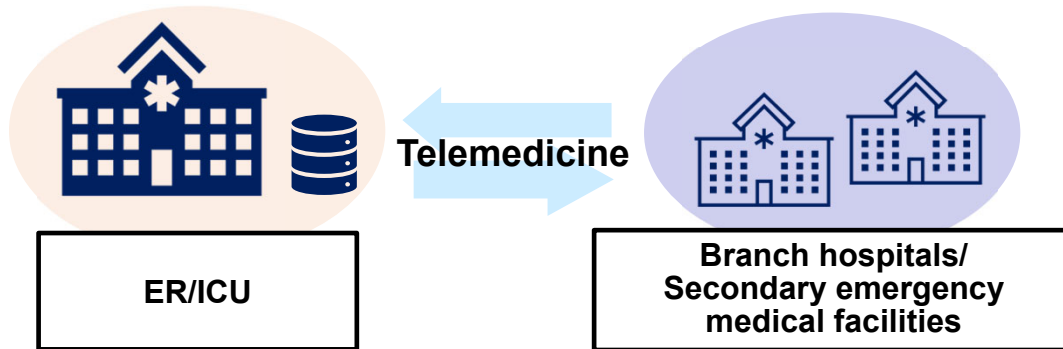 Telemedicine
ER/ICU
Branch hospitals/
Secondary emergency
medical facilities